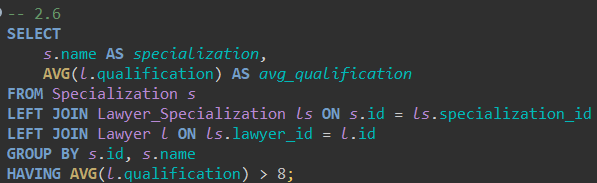 -- 2.6
SELECT
s.name AS specialization,
AVG(l.qualification) AS avg_qualification
FROM Specialization s
LEFT JOIN Lawyer_Specialization ls ON s.id = ls.specialization_id
LEFT JOIN Lawyer l ON ls.lawyer_id = l.id
GROUP BY s.id, s.name
HAVING AVG(l.qualification) > 8;